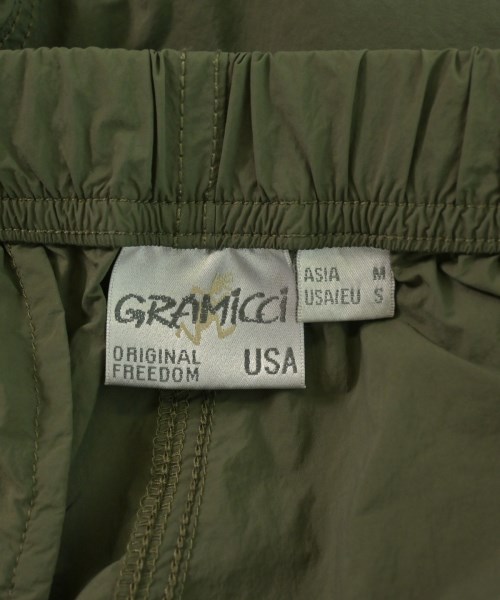 GRAMiCCi
ORIGINAL
FREEDOM
USA
ASIA M
USA/EU S